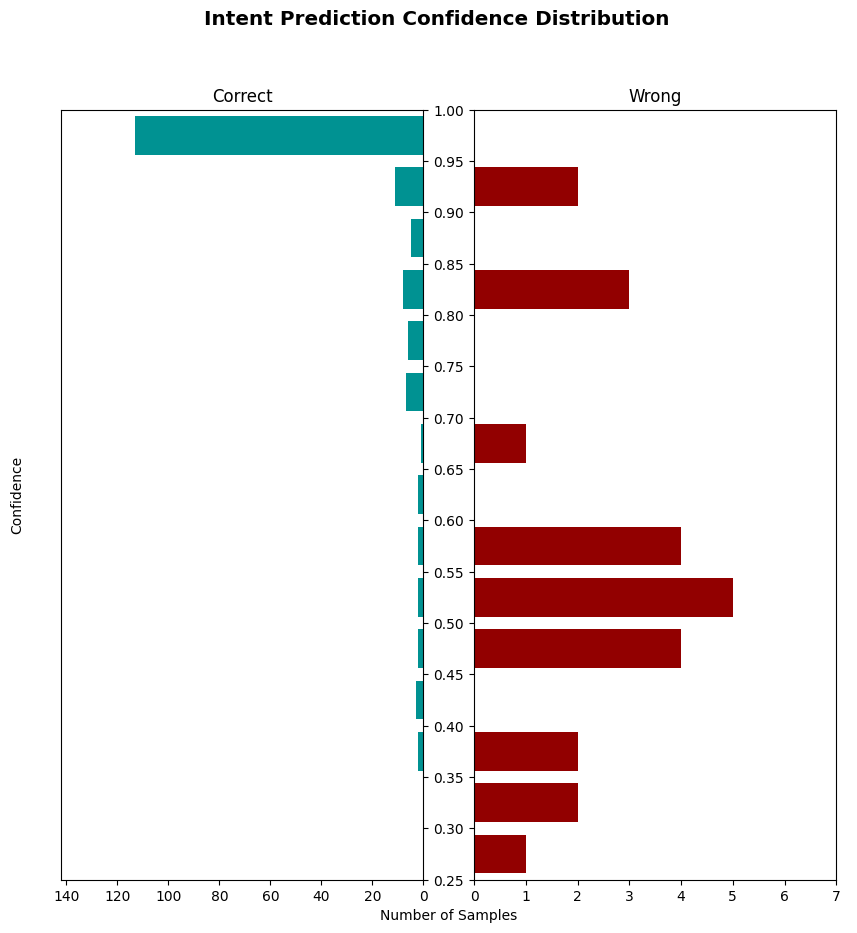 Intent Prediction Confidence Distribution
Correct
Wrong
1.00
0.95
0.90
0.85
0.80
0.75
0.70
0.65
0.60
0.55
0.50
0.45
0.40
0.35
0.30
0.25
Confidence
140 120 100 80 60 40 20 0
0 1 2 3 4 5 6 7
Number of Samples